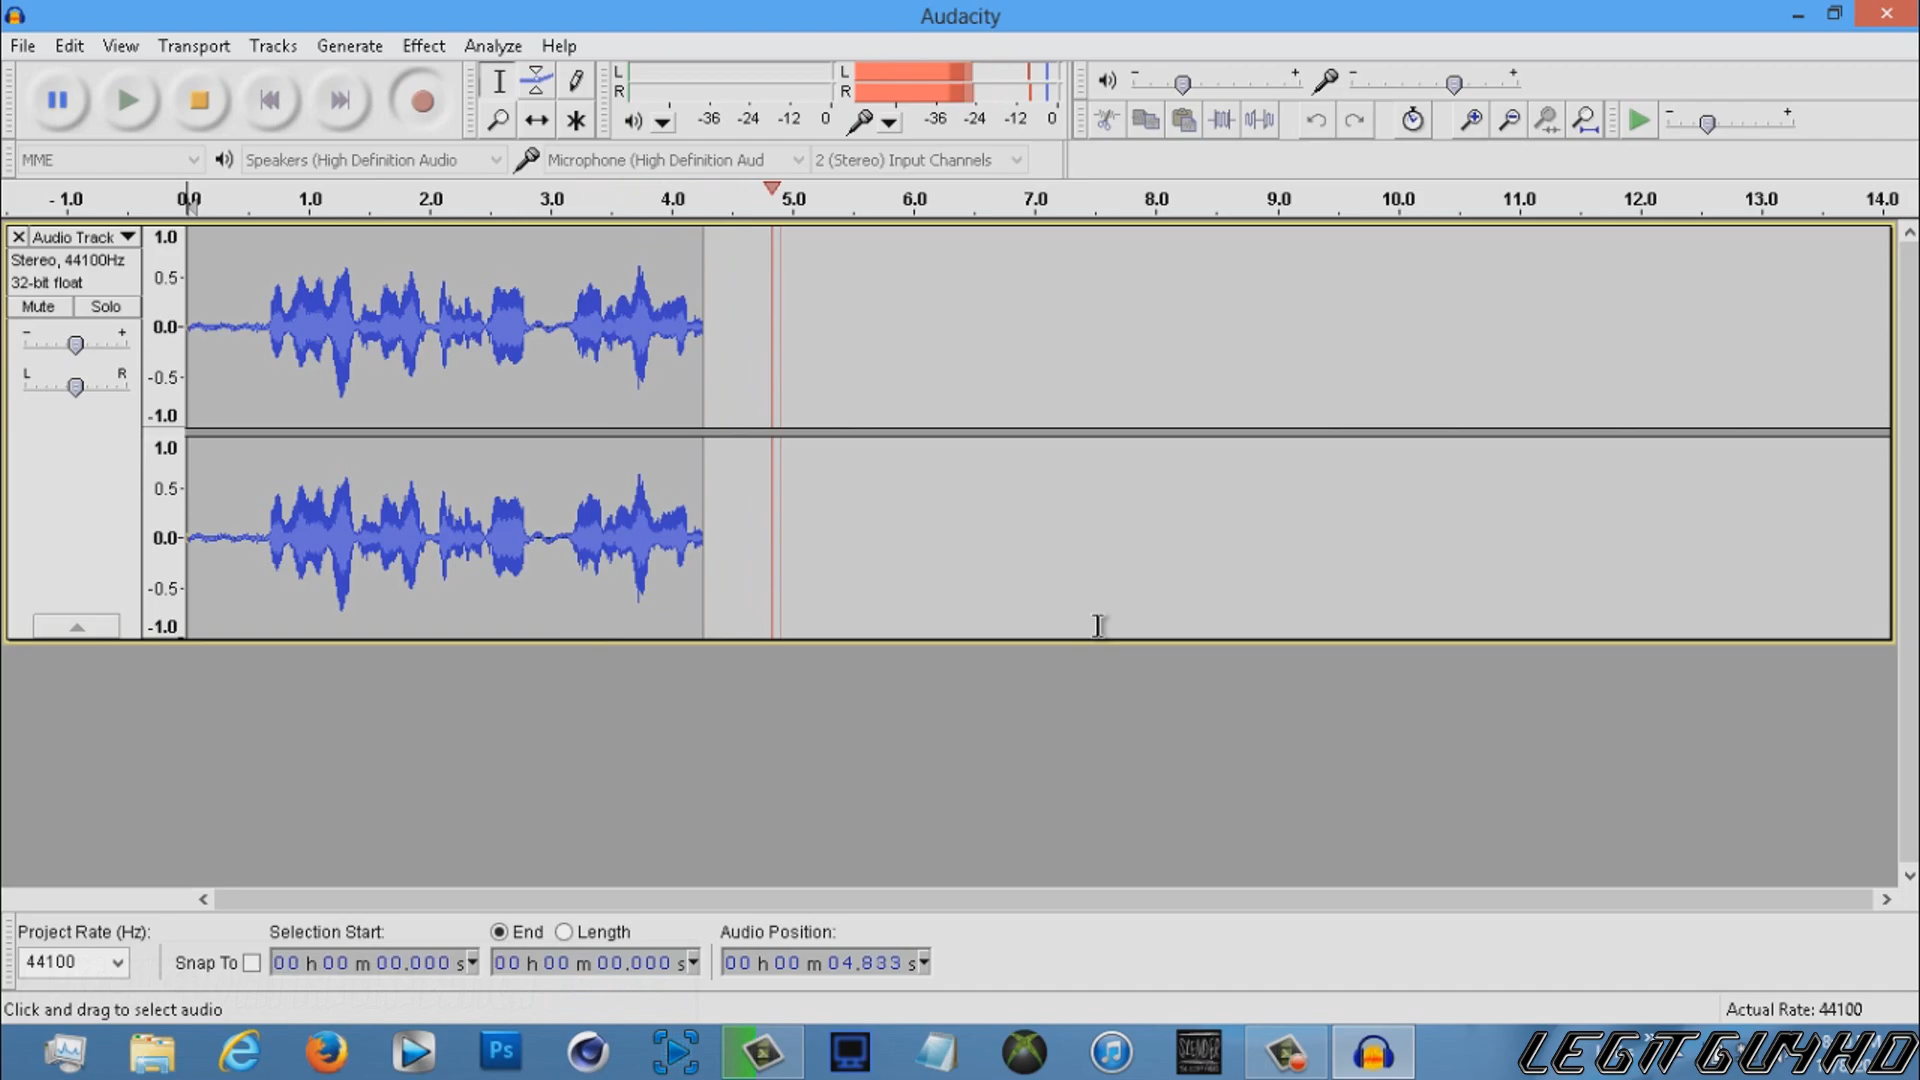 Audacity
File Edit View Transport Tracks Generate Effect Analyze Help
L R L R
-36 -24 -12 0 -36 -24 -12 0
MME Speakers (High Definition Audio Microphone (High Definition Aud 2 (Stereo) Input Channels
- 1.0 0.0 1.0 2.0 3.0 4.0 5.0 6.0 7.0 8.0 9.0 10.0 11.0 12.0 13.0 14.0
Audio Track 1.0
Stereo, 44100Hz
32-bit float 0.5
Mute Solo
- + 0.0
L R -0.5
-1.0
1.0
0.5
0.0
-0.5
-1.0
Project Rate (Hz): Selection Start: End Length Audio Position:
44100 Snap To 00 h 00 m 00.000 s 00 h 00 m 00.000 s 00 h 00 m 04.833 s
Click and drag to select audio Actual Rate: 44100
Ps SLENDER LEGITGUYHD